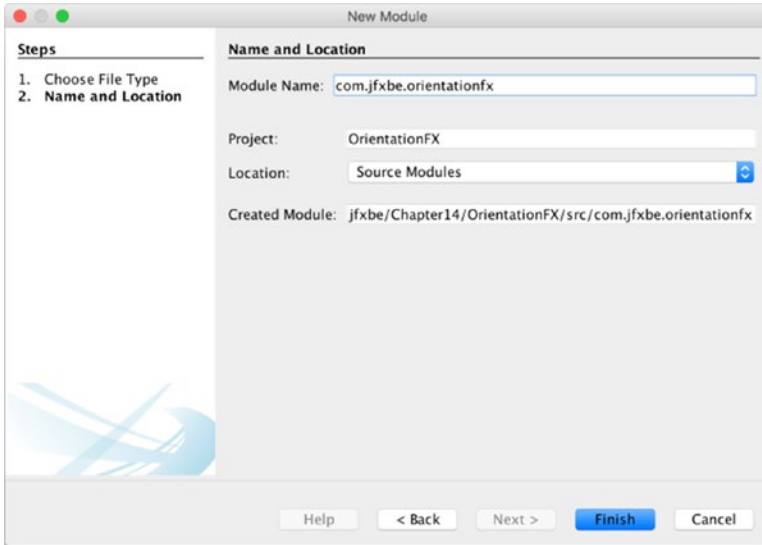 New Module
Steps
1. Choose File Type
2. Name and Location
Name and Location
Module Name: com.jfxbe.orientationfx
Project: OrientationFX
Location: Source Modules
Created Module: jfxbe/Chapter14/OrientationFX/src/com.jfxbe.orientationfx
Help < Back Next > Finish Cancel